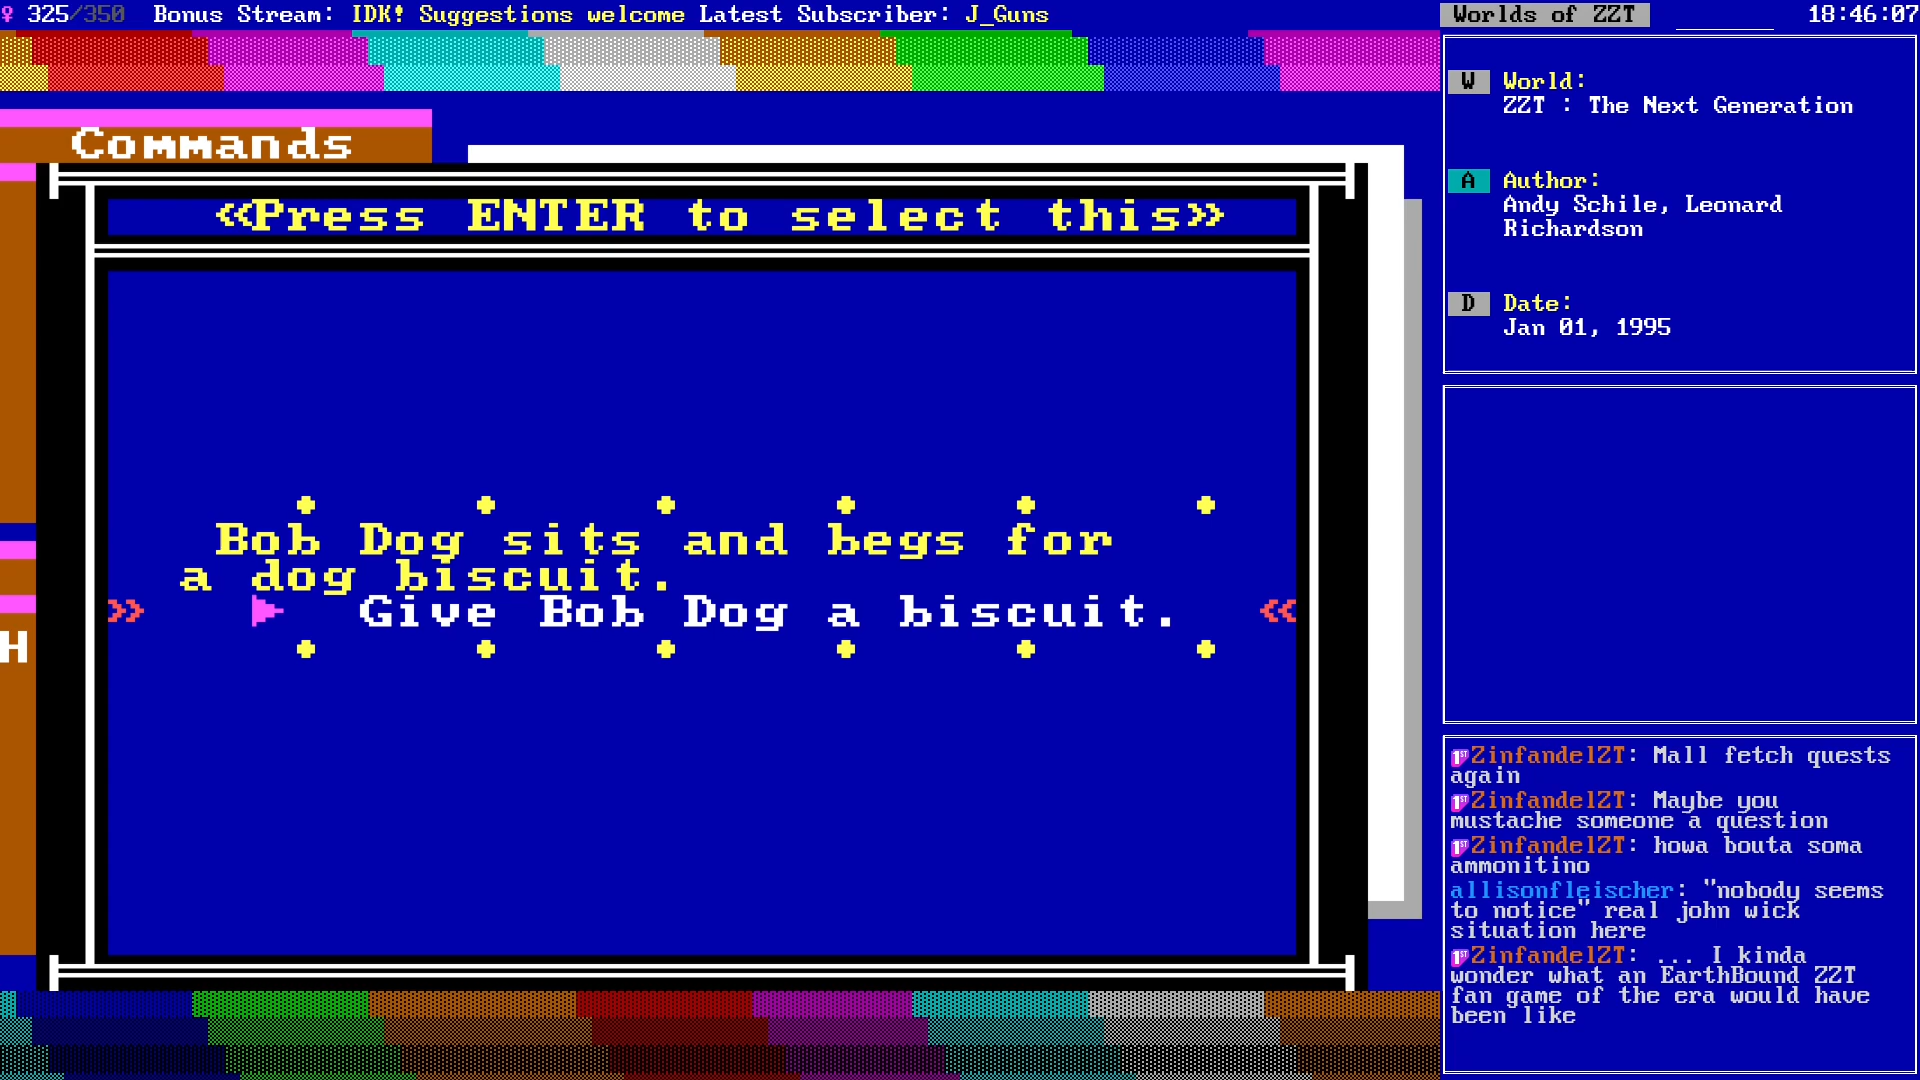 ♀ 325/350 Bonus Stream: IDK! Suggestions welcome Latest Subscriber: J_Guns
Worlds of ZZT
18:46:07
Commands
«Press ENTER to select this»
Bob Dog sits and begs for
a dog biscuit.
» ► Give Bob Dog a biscuit. «
H
W World:
ZZT : The Next Generation
A Author:
Andy Schile, Leonard
Richardson
D Date:
Jan 01, 1995
1ST ZinfandelZT: Mall fetch quests
again
1ST ZinfandelZT: Maybe you
mustache someone a question
1ST ZinfandelZT: howa bouta soma
ammonitino
allisonfleischer: "nobody seems
to notice" real john wick
situation here
1ST ZinfandelZT: ... I kinda
wonder what an EarthBound ZZT
fan game of the era would have
been like